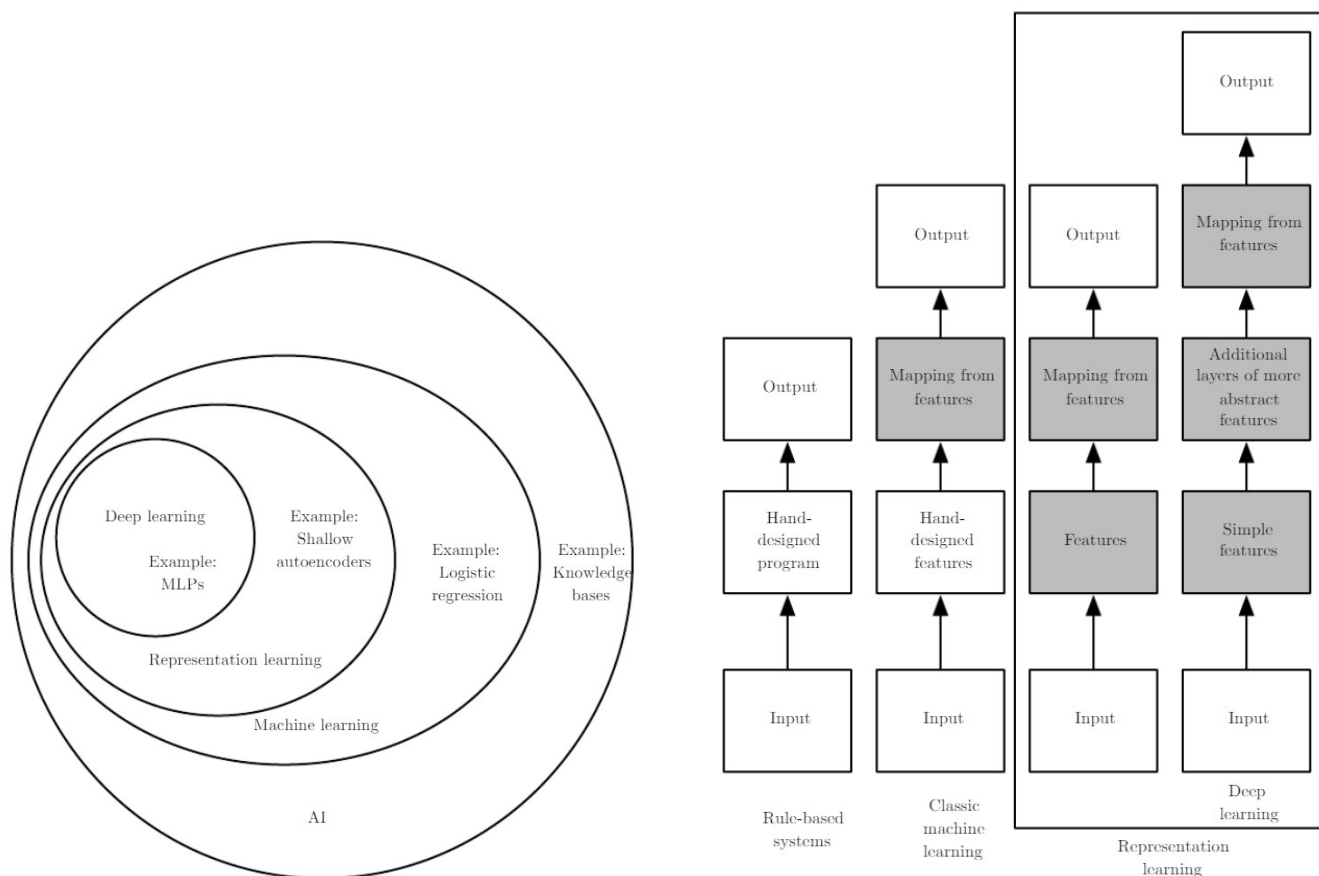 Deep learning
Example:
MLPs
Example:
Shallow
autoencoders
Example:
Logistic
regression
Example:
Knowledge
bases
Representation learning
Machine learning
AI
Output
Hand-
designed
program
Input
Rule-based
systems
Output
Mapping from
features
Hand-
designed
features
Input
Classic
machine
learning
Output
Mapping from
features
Features
Input
Output
Mapping from
features
Additional
layers of more
abstract
features
Simple
features
Input
Deep
learning
Representation
learning